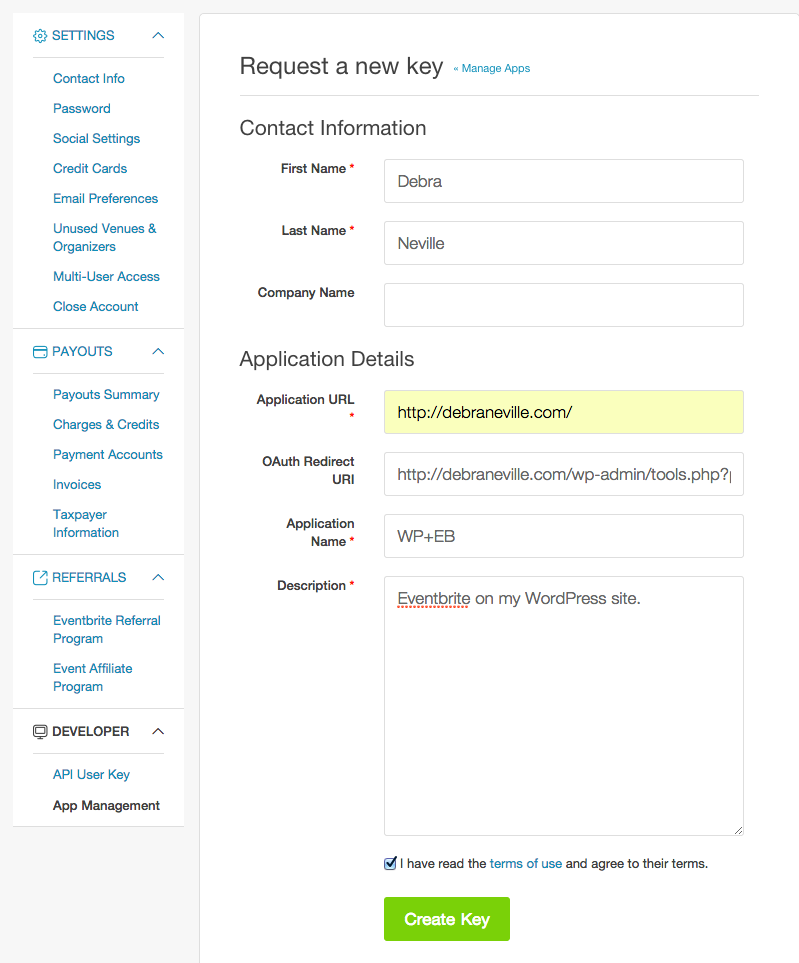 SETTINGS
Contact Info
Password
Social Settings
Credit Cards
Email Preferences
Unused Venues &
Organizers
Multi-User Access
Close Account
PAYOUTS
Payouts Summary
Charges & Credits
Payment Accounts
Invoices
Taxpayer
Information
REFERRALS
Eventbrite Referral
Program
Event Affiliate
Program
DEVELOPER
API User Key
App Management
Request a new key « Manage Apps
Contact Information
First Name * Debra
Last Name * Neville
Company Name
Application Details
Application URL
* http://debraneville.com/
OAuth Redirect
URI http://debraneville.com/wp-admin/tools.php?
Application
Name * WP+EB
Description * Eventbrite on my WordPress site.
I have read the terms of use and agree to their terms.
Create Key